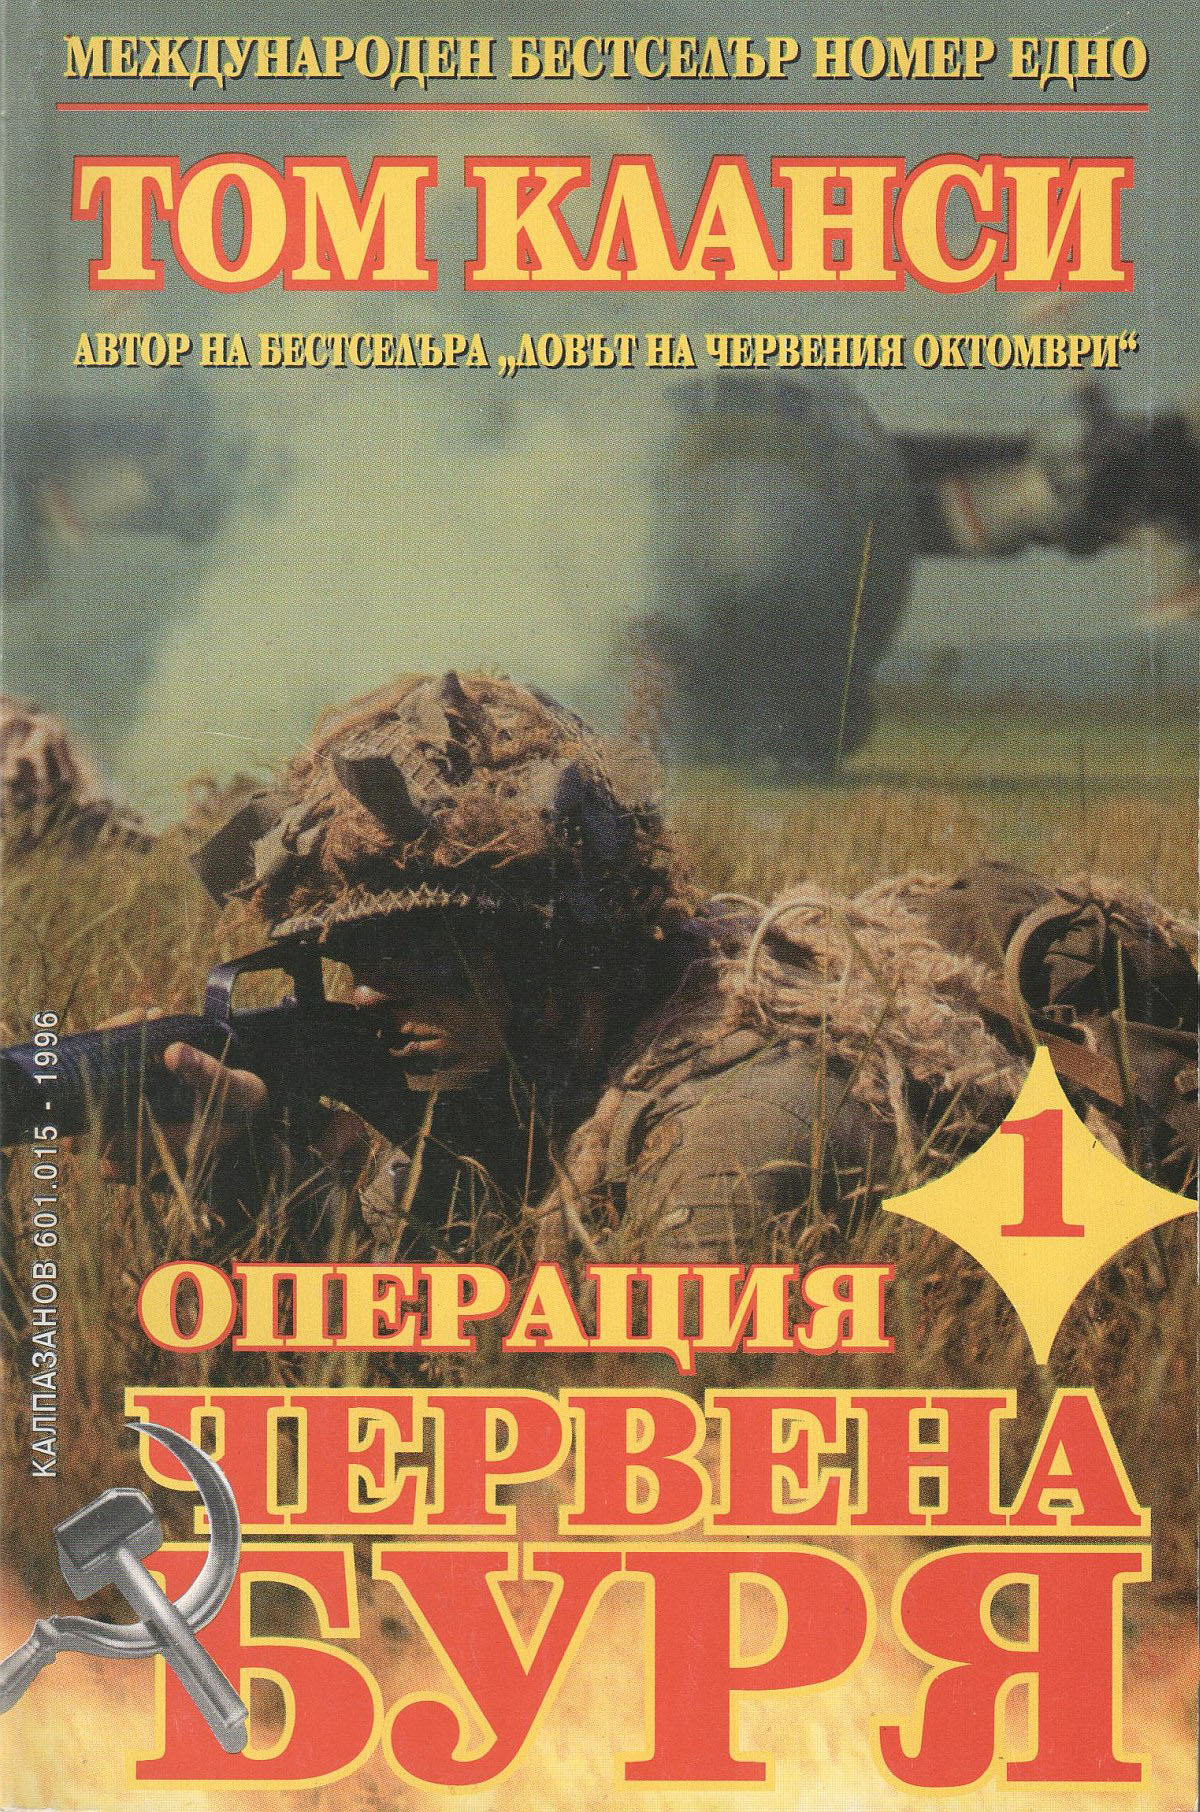 МЕЖДУНАРОДЕН БЕСТСЕЛЪР НОМЕР ЕДНО
ТОМ КЛАНСИ
АВТОР НА БЕСТСЕЛЪРА „ЛОВЪТ НА ЧЕРВЕНИЯ ОКТОМВРИ“
КАЛПАЗАНОВ 601.015 - 1996
1
ОПЕРАЦИЯ
ЧЕРВЕНА
БУРЯ